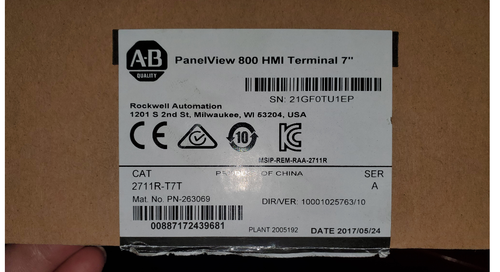 A-B
QUALITY
PanelView 800 HMI Terminal 7"
SN: 21GF0TU1EP
Rockwell Automation
1201 S 2nd St, Milwaukee, WI 53204, USA
CE
10
MSIP-REM-RAA-2711R
CAT
PRODUCT OF CHINA
SER
2711R-T7T
A
Mat. No. PN-263069
DIR/VER: 10001025763/10
00887172439681
PLANT 2005192
DATE 2017/05/24